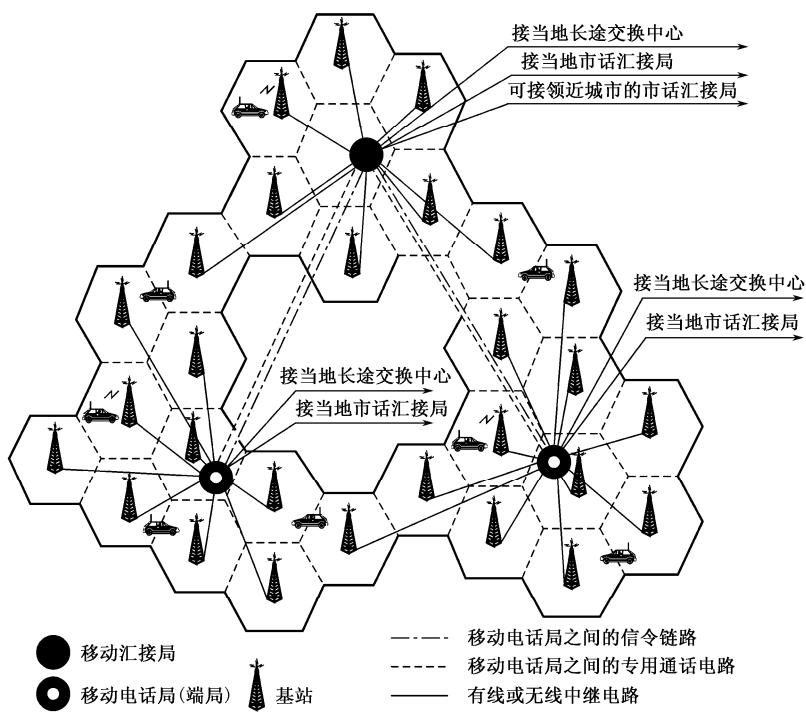 接当地长途交换中心
接当地市话汇接局
可接领近城市的市话汇接局
接当地长途交换中心
接当地市话汇接局
接当地长途交换中心
接当地市话汇接局
移动汇接局
移动电话局(端局)
基站
移动电话局之间的信令链路
移动电话局之间的专用通话电路
有线或无线中继电路